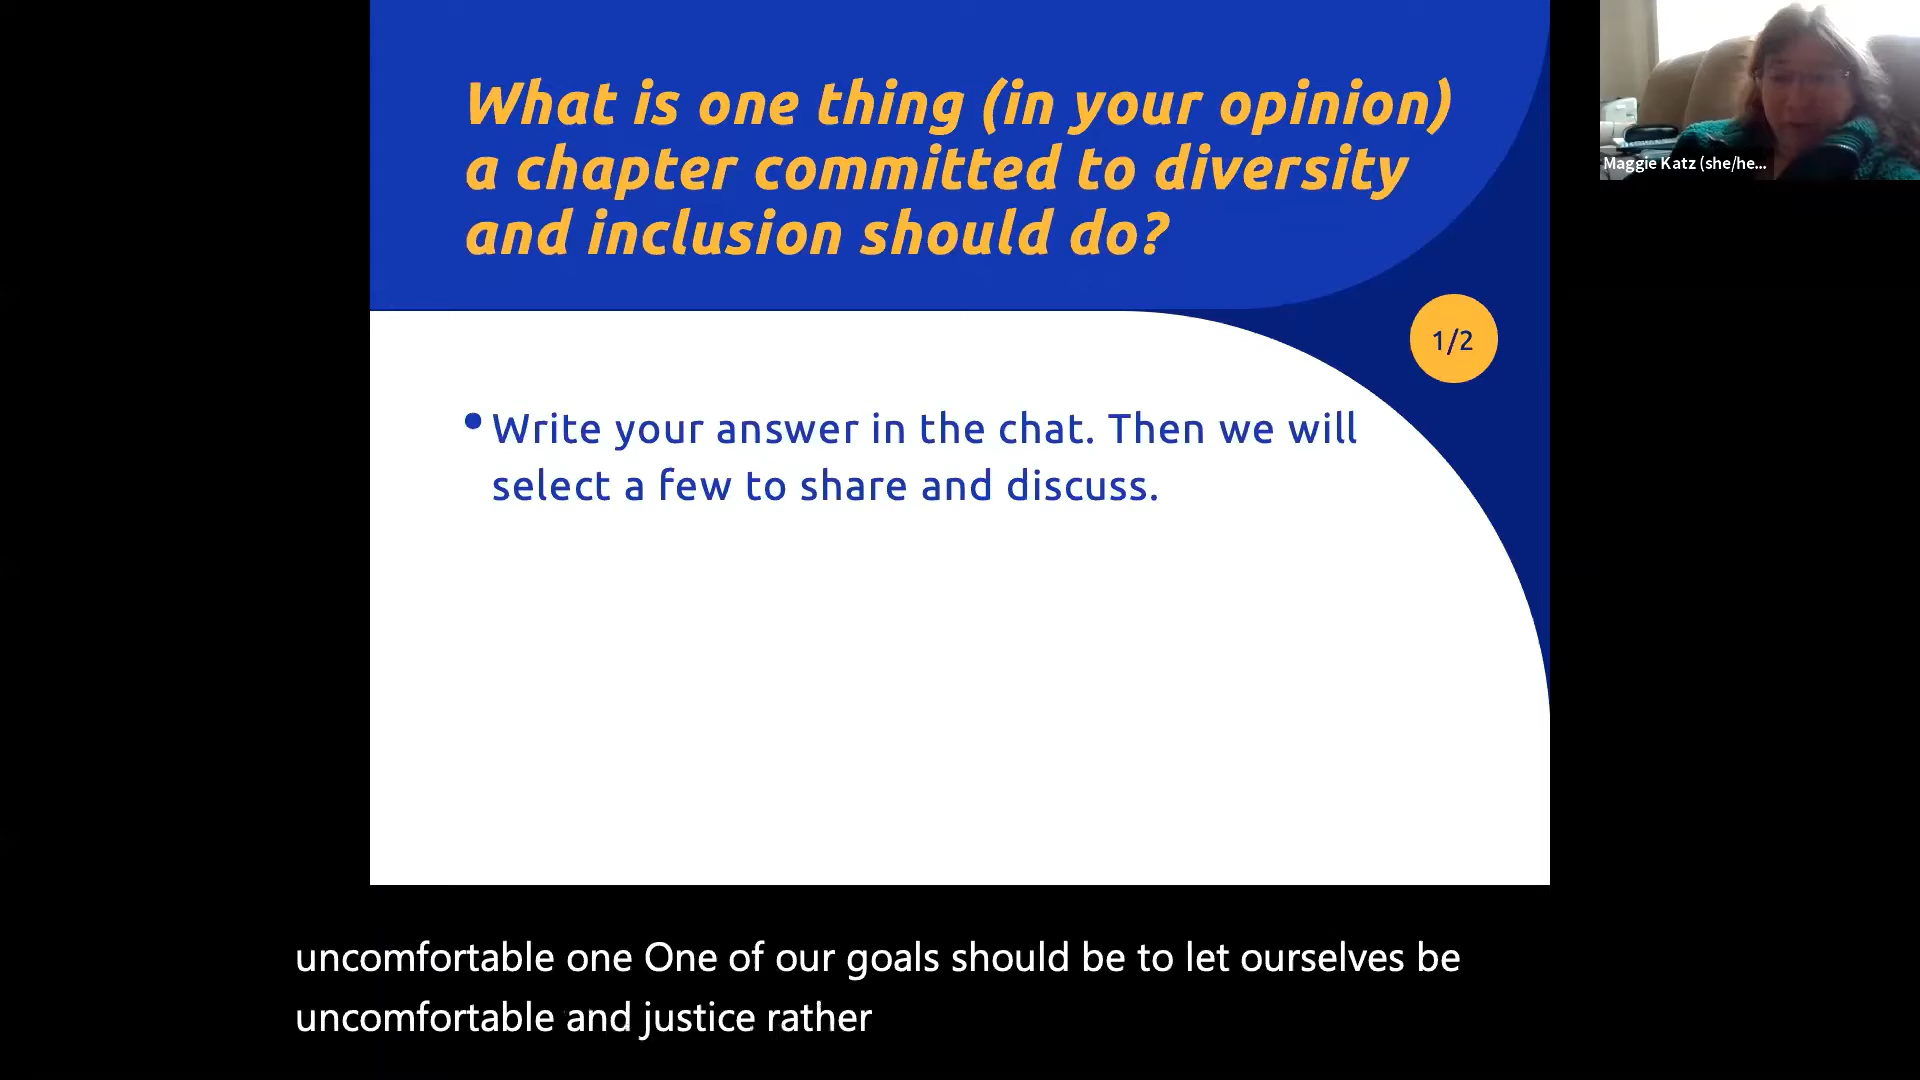 What is one thing (in your opinion)
a chapter committed to diversity
and inclusion should do?
1/2
• Write your answer in the chat. Then we will
select a few to share and discuss.
Maggie Katz (she/he...
uncomfortable one One of our goals should be to let ourselves be
uncomfortable and justice rather